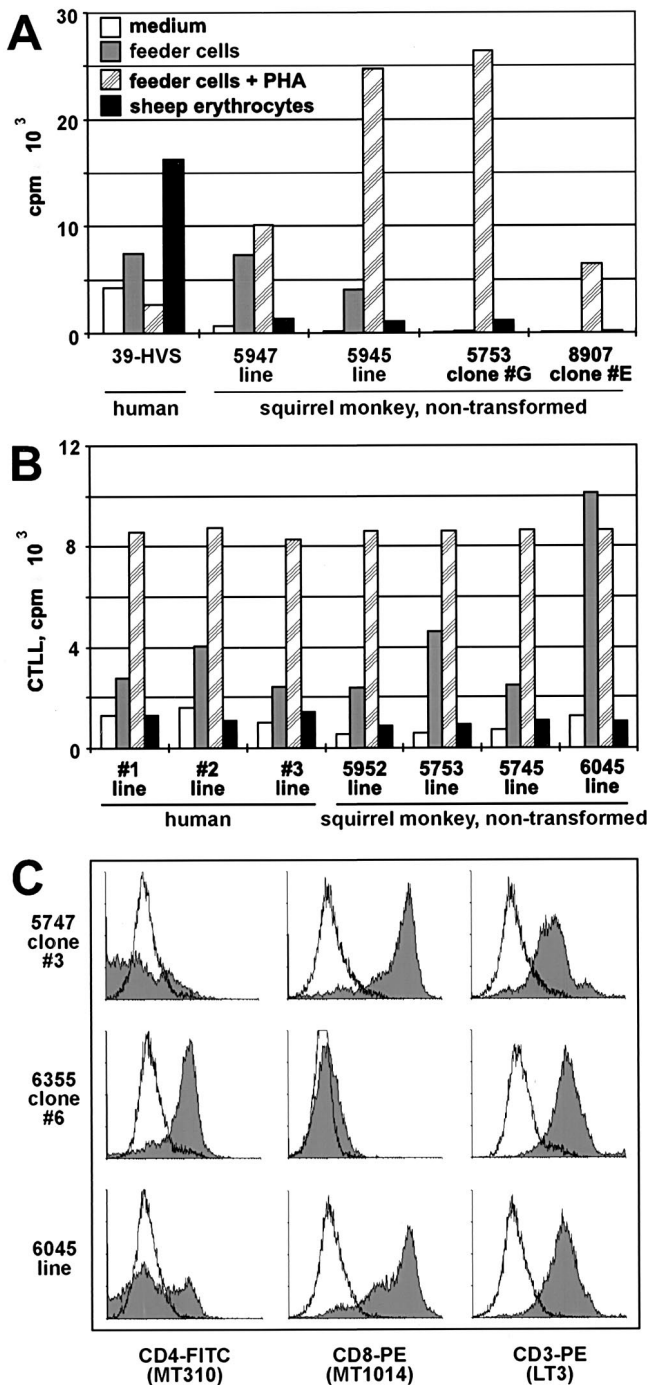 A
30
20
10
0
cpm 10 3
medium
feeder cells
feeder cells + PHA
sheep erythrocytes
39-HVS
5947 line
5945 line
5753 clone #G
8907 clone #E
human
squirrel monkey, non-transformed
B
12
8
4
0
CTLL, cpm 10 3
#1 line
#2 line
#3 line
5952 line
5753 line
5745 line
6045 line
human
squirrel monkey, non-transformed
C
5747 clone #3
6355 clone #6
6045 line
CD4-FITC (MT310)
CD8-PE (MT1014)
CD3-PE (LT3)